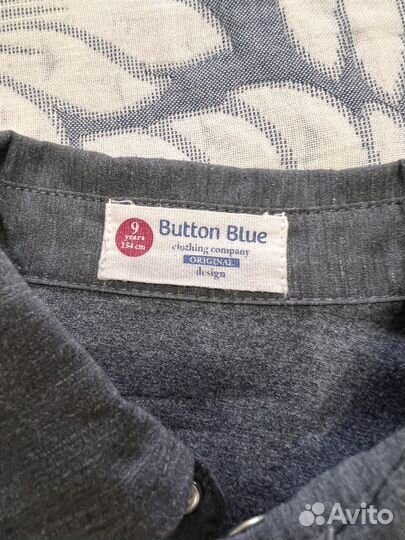 9
years
134 cm
Button Blue
clothing company
ORIGINAL
design
Avito